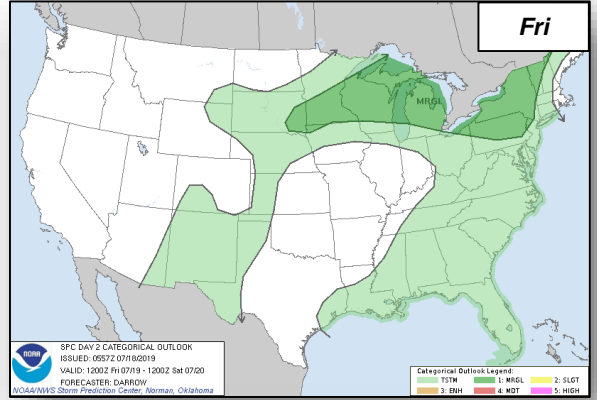 Fri
MRGL
NOAA
SPC DAY 2 CATEGORICAL OUTLOOK
ISSUED: 0557Z 07/18/2019
VALID: 1200Z Fri 07/19 - 1200Z Sat 07/20
FORECASTER: DARROW
NOAA/NWS Storm Prediction Center, Norman, Oklahoma
Categorical Outlook Legend:
TSTM 1: MRGL 2: SLGT
3: ENH 4: MDT 5: HIGH